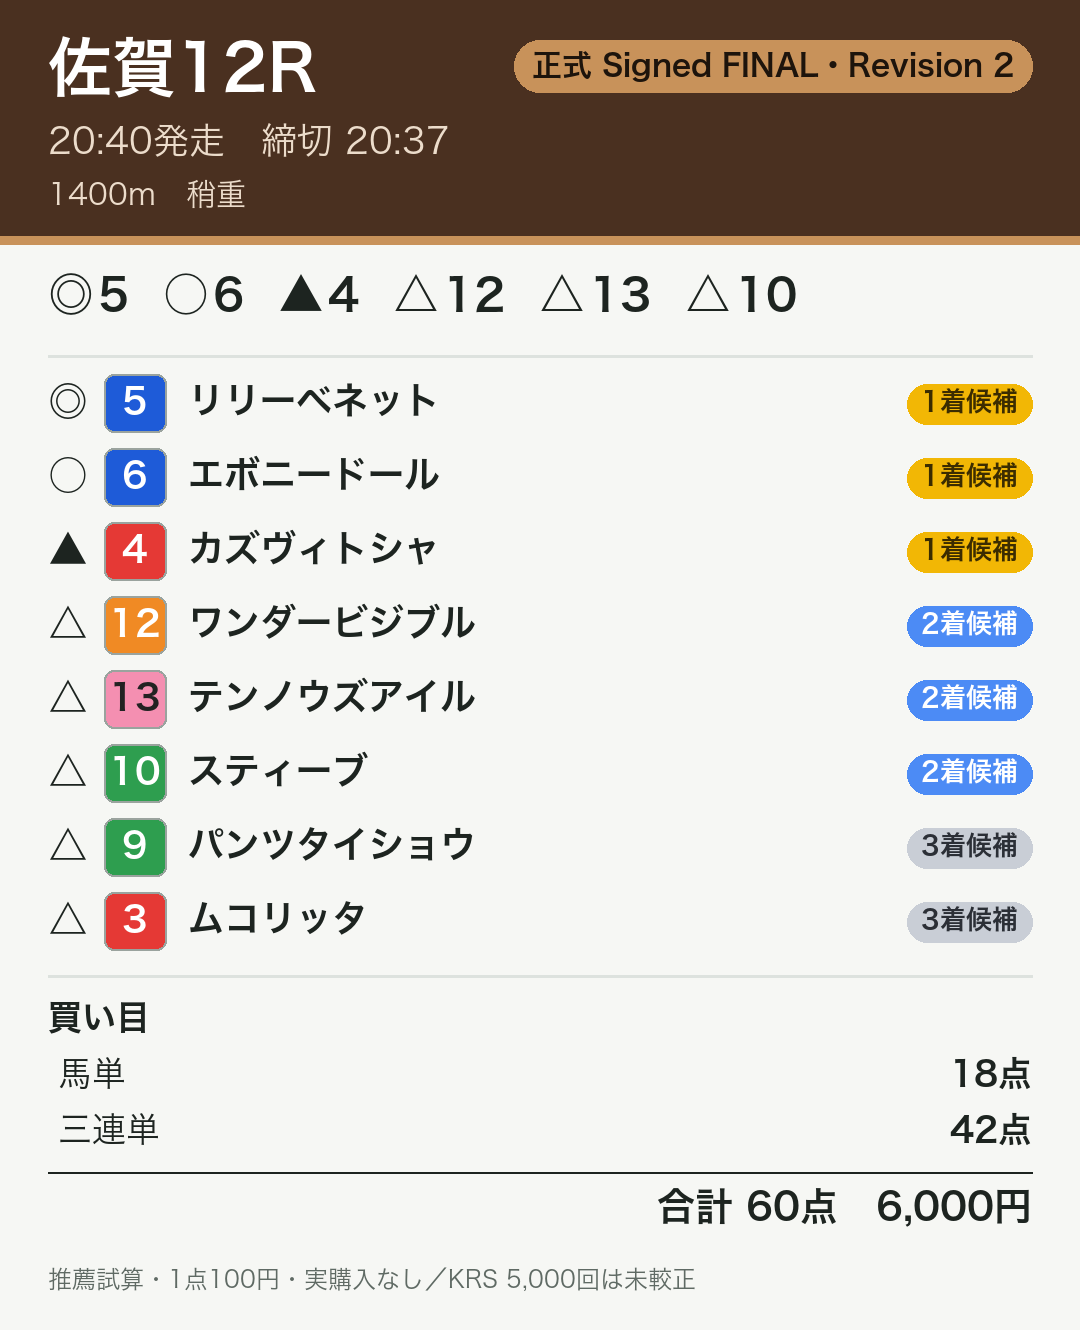 佐賀12R
正式 Signed FINAL・Revision 2
20:40発走　締切 20:37
1400m　稍重
◎5 ○6 ▲4 △12 △13 △10
◎ 5 リリーベネット 1着候補
○ 6 エボニードール 1着候補
▲ 4 カズヴィトシャ 1着候補
△ 12 ワンダービジブル 2着候補
△ 13 テンノウズアイル 2着候補
△ 10 スティーブ 2着候補
△ 9 パンツタイショウ 3着候補
△ 3 ムコリッタ 3着候補
買い目
馬単 18点
三連単 42点
合計 60点　6,000円
推薦試算・1点100円・実購入なし／KRS 5,000回は未較正